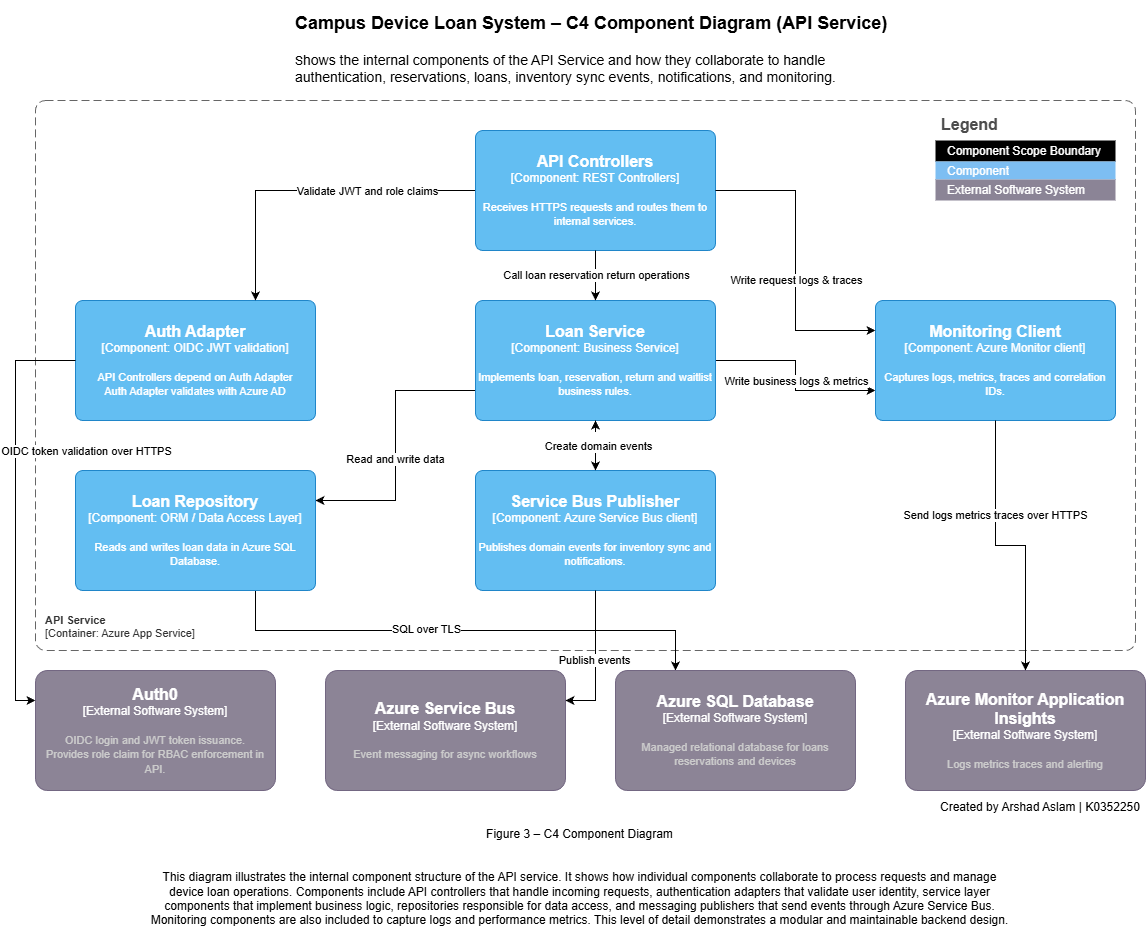 Campus Device Loan System – C4 Component Diagram (API Service)
Shows the internal components of the API Service and how they collaborate to handle
authentication, reservations, loans, inventory sync events, notifications, and monitoring.
Legend
Component Scope Boundary
Component
External Software System
API Controllers
[Component: REST Controllers]
Receives HTTPS requests and routes them to
internal services.
Validate JWT and role claims
Call loan reservation return operations
Write request logs & traces
Auth Adapter
[Component: OIDC JWT validation]
API Controllers depend on Auth Adapter
Auth Adapter validates with Azure AD
Loan Service
[Component: Business Service]
Implements loan, reservation, return and waitlist
business rules.
Write business logs & metrics
Monitoring Client
[Component: Azure Monitor client]
Captures logs, metrics, traces and correlation
IDs.
OIDC token validation over HTTPS
Read and write data
Create domain events
Loan Repository
[Component: ORM / Data Access Layer]
Reads and writes loan data in Azure SQL
Database.
Service Bus Publisher
[Component: Azure Service Bus client]
Publishes domain events for inventory sync and
notifications.
Send logs metrics traces over HTTPS
API Service
[Container: Azure App Service]
SQL over TLS
Publish events
Auth0
[External Software System]
OIDC login and JWT token issuance.
Provides role claim for RBAC enforcement in
API.
Azure Service Bus
[External Software System]
Event messaging for async workflows
Azure SQL Database
[External Software System]
Managed relational database for loans
reservations and devices
Azure Monitor Application
Insights
[External Software System]
Logs metrics traces and alerting
Created by Arshad Aslam | K0352250
Figure 3 – C4 Component Diagram
This diagram illustrates the internal component structure of the API service. It shows how individual components collaborate to process requests and manage
device loan operations. Components include API controllers that handle incoming requests, authentication adapters that validate user identity, service layer
components that implement business logic, repositories responsible for data access, and messaging publishers that send events through Azure Service Bus.
Monitoring components are also included to capture logs and performance metrics. This level of detail demonstrates a modular and maintainable backend design.